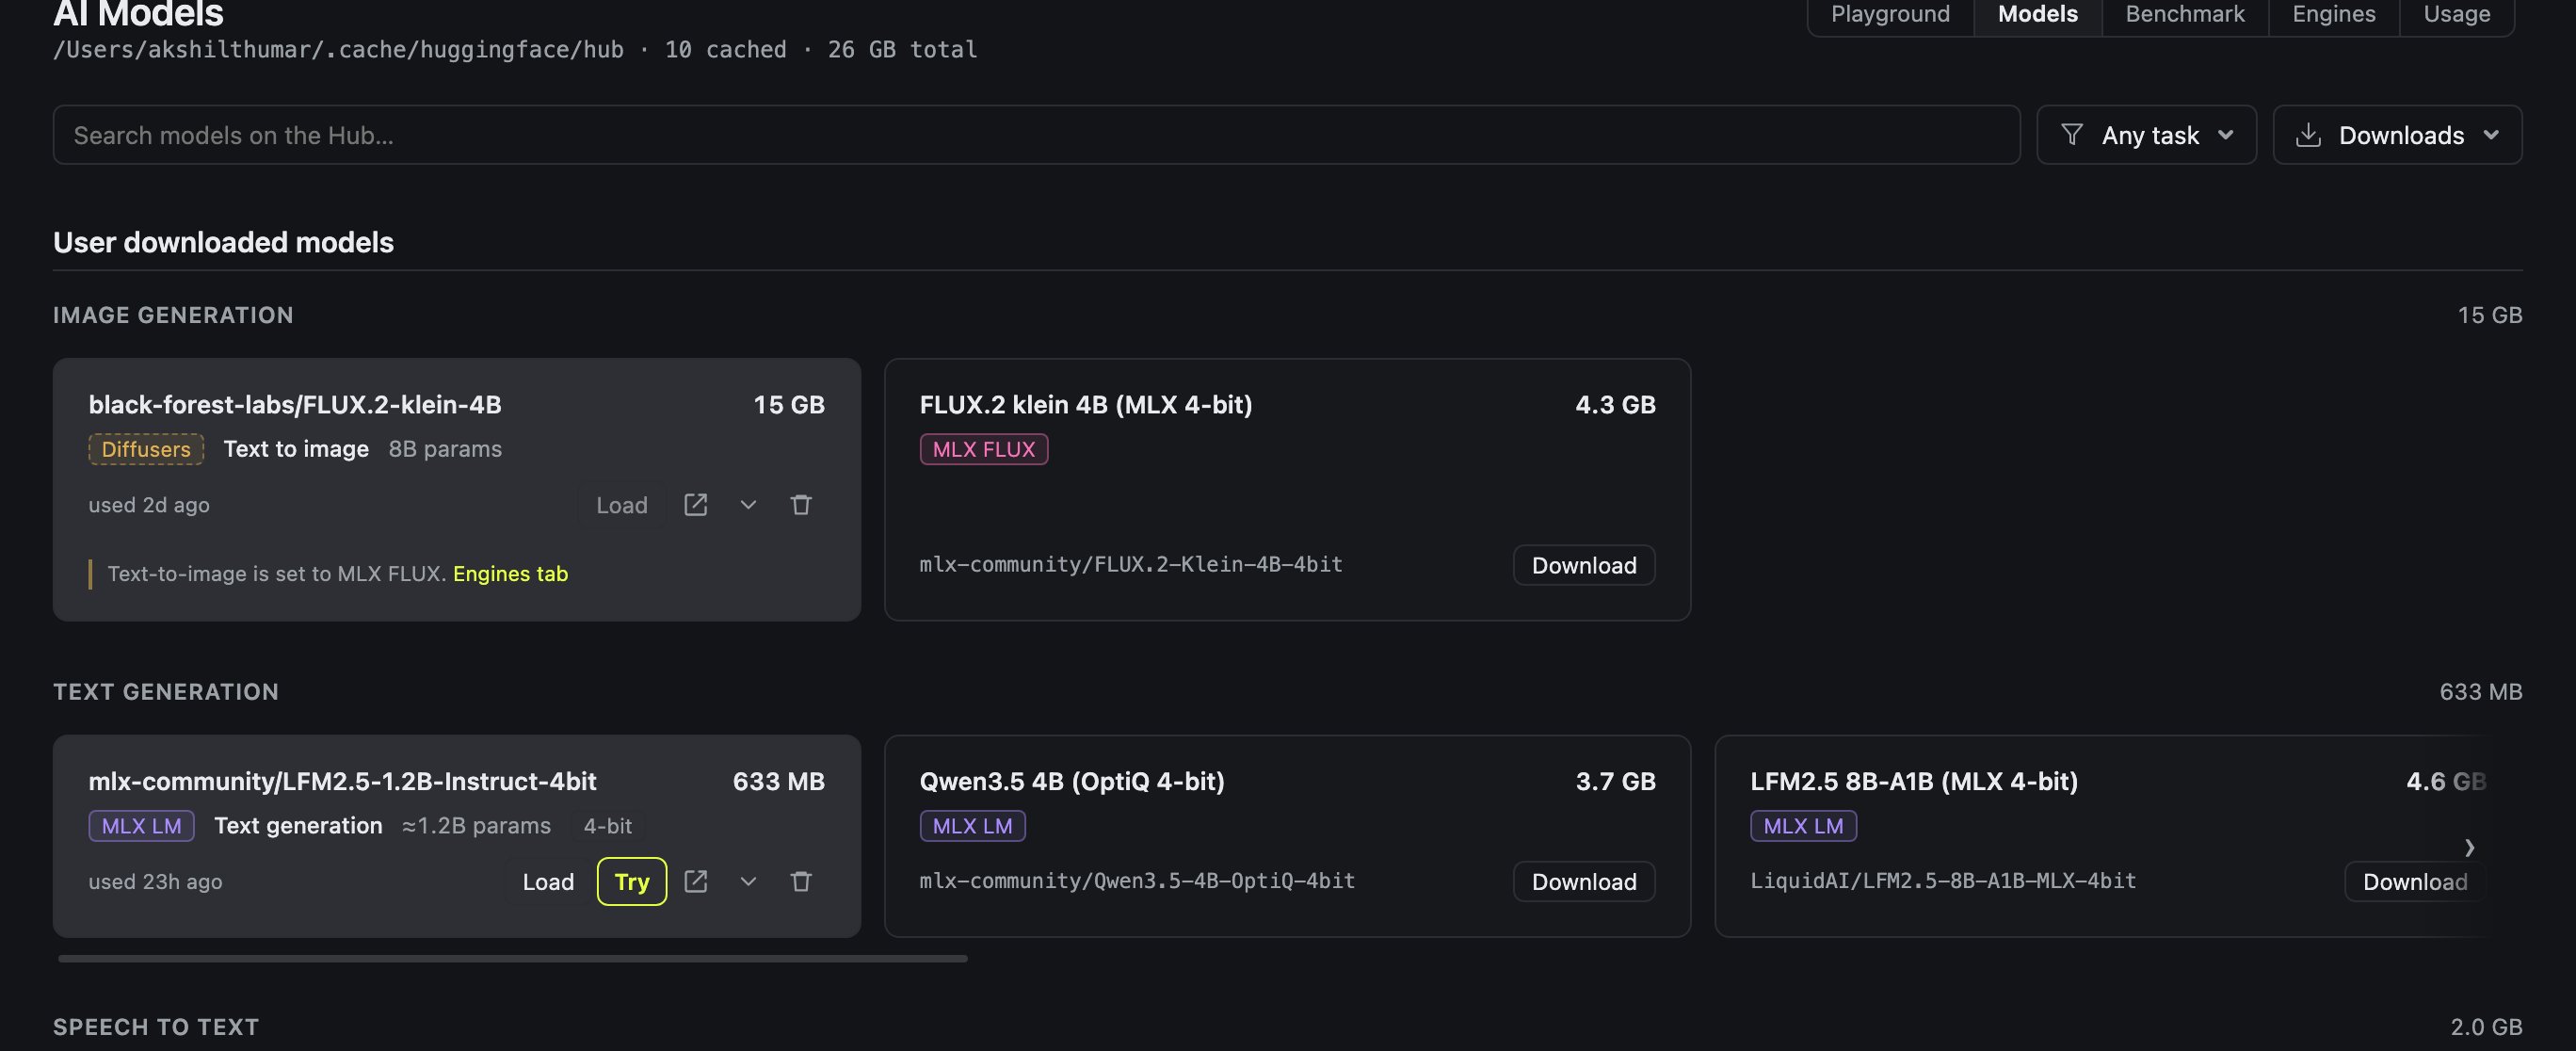 AI Models
Playground Models Benchmark Engines Usage
/Users/akshilthumar/.cache/huggingface/hub · 10 cached · 26 GB total
Search models on the Hub...
Any task
Downloads
User downloaded models
IMAGE GENERATION 15 GB
black-forest-labs/FLUX.2-klein-4B 15 GB
Diffusers Text to image 8B params
used 2d ago Load
Text-to-image is set to MLX FLUX. Engines tab
FLUX.2 klein 4B (MLX 4-bit) 4.3 GB
MLX FLUX
mlx-community/FLUX.2-Klein-4B-4bit Download
TEXT GENERATION 633 MB
mlx-community/LFM2.5-1.2B-Instruct-4bit 633 MB
MLX LM Text generation ≈1.2B params 4-bit
used 23h ago Load Try
Qwen3.5 4B (OptiQ 4-bit) 3.7 GB
MLX LM
mlx-community/Qwen3.5-4B-OptiQ-4bit Download
LFM2.5 8B-A1B (MLX 4-bit) 4.6 GB
MLX LM
LiquidAI/LFM2.5-8B-A1B-MLX-4bit Download
SPEECH TO TEXT 2.0 GB